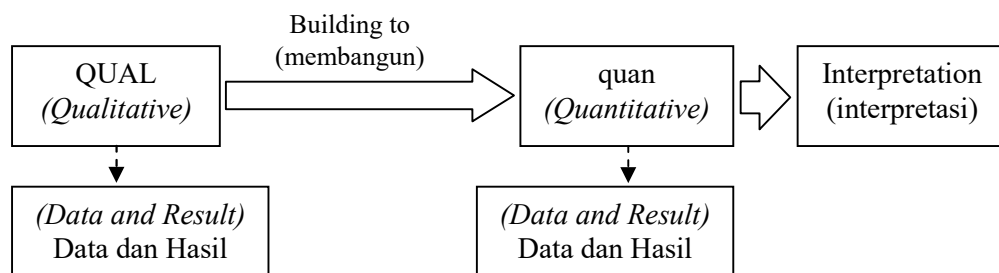 Building to
(membangun)
QUAL
(Qualitative)
quan
(Quantitative)
Interpretation
(interpretasi)
(Data and Result)
Data dan Hasil
(Data and Result)
Data dan Hasil